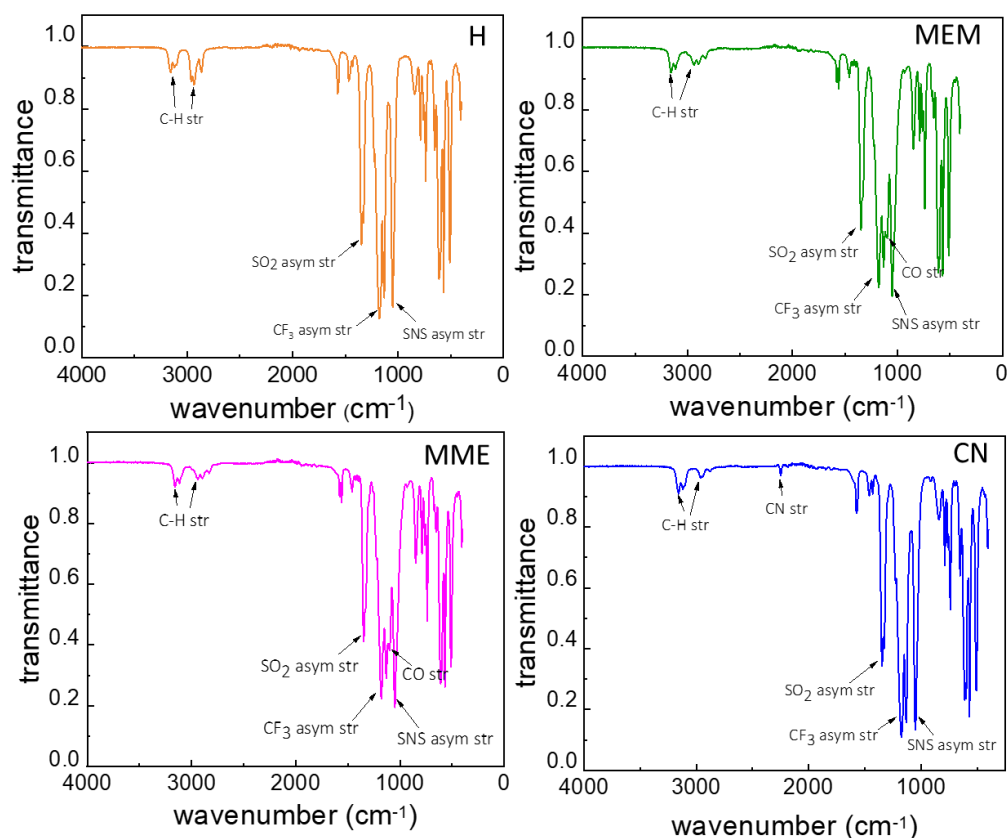 H
transmittance
1.0
0.8
0.6
0.4
0.2
0.0
C-H str
SO2 asym str
CF3 asym str
SNS asym str
4000 3000 2000 1000 0
wavenumber (cm-1)
MEM
transmittance
1.0
0.8
0.6
0.4
0.2
0.0
C-H str
SO2 asym str
CO str
CF3 asym str
SNS asym str
4000 3000 2000 1000 0
wavenumber (cm-1)
MME
transmittance
1.0
0.8
0.6
0.4
0.2
0.0
C-H str
SO2 asym str
CO str
CF3 asym str
SNS asym str
4000 3000 2000 1000 0
wavenumber (cm-1)
CN
transmittance
1.0
0.8
0.6
0.4
0.2
0.0
C-H str
CN str
SO2 asym str
CF3 asym str
SNS asym str
4000 3000 2000 1000
wavenumber (cm-1)